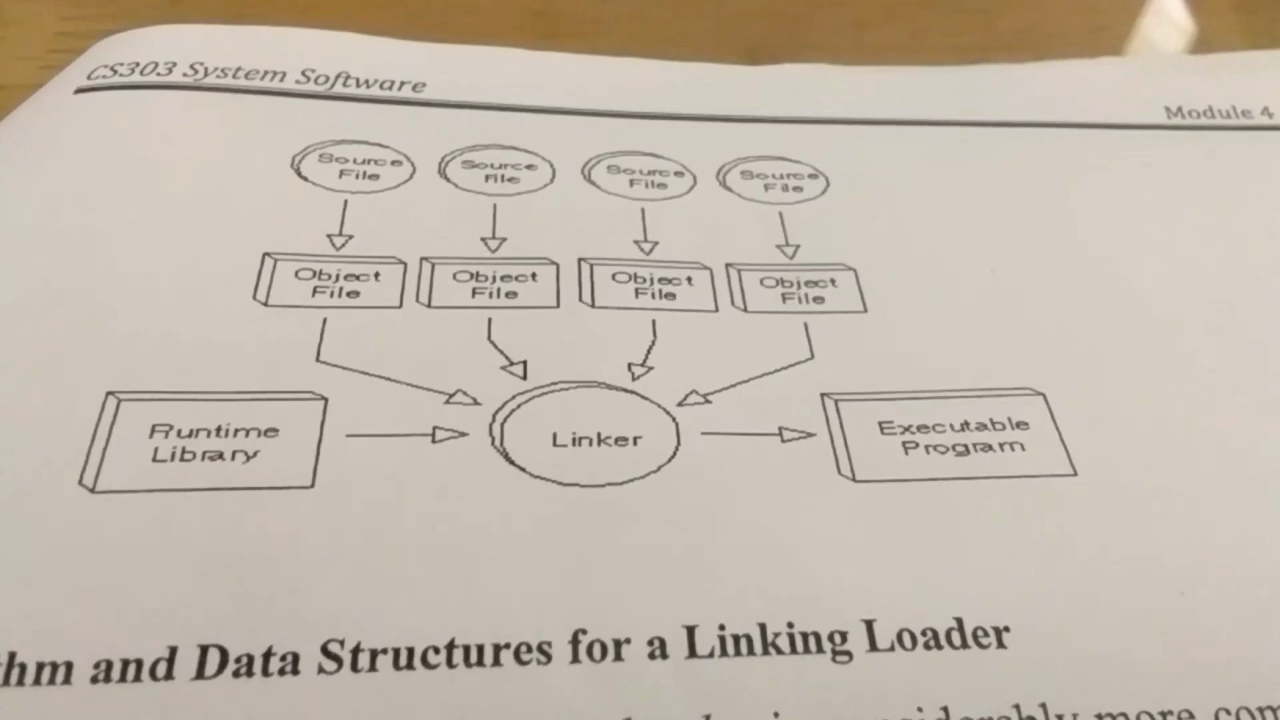 CS303 System Software
Module 4
Source
File
Source
File
Source
File
Source
File
Object
File
Object
File
Object
File
Object
File
Runtime
Library
Linker
Executable
Program
and Data Structures for a Linking Loader
more